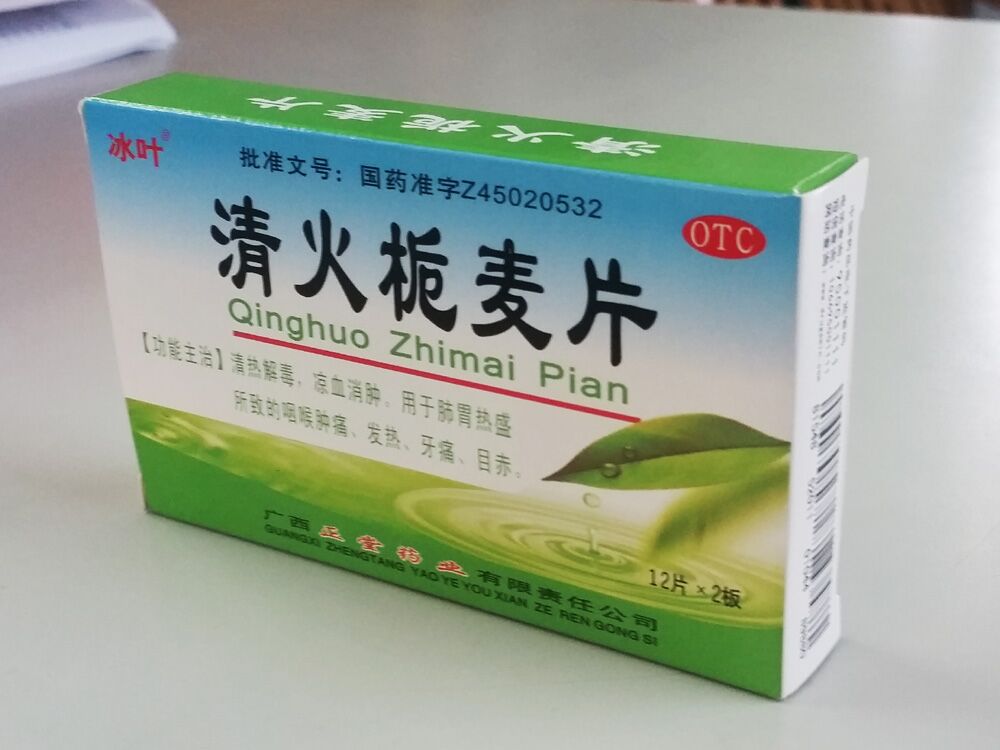 清火栀麦片
冰叶®
批准文号：国药准字Z45020532
OTC
清火栀麦片
Qinghuo Zhimai Pian
【功能主治】清热解毒，凉血消肿。用于肺胃热盛
所致的咽喉肿痛、发热、牙痛、目赤。
12片×2板
广西正堂药业有限责任公司
GUANGXI ZHENGTANG YAO YE YOU XIAN ZE REN GONG SI